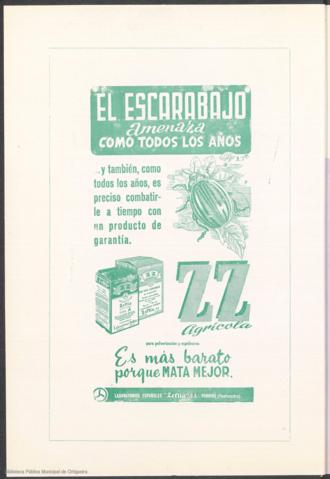 EL ESCARABAJO
amenaza
COMO TODOS LOS AÑOS
...y también, como
todos los años, es
preciso combatir-
le a tiempo con
un producto de
garantía.
ZZ
Agrícola
para pulverización y espolvoreo
Es más barato
porque MATA MEJOR.
LABORATORIOS ESPAÑOLES "Zeltia" S.A. - PORRIÑO (Pontevedra)
Biblioteca Pública Municipal de Ortigueira